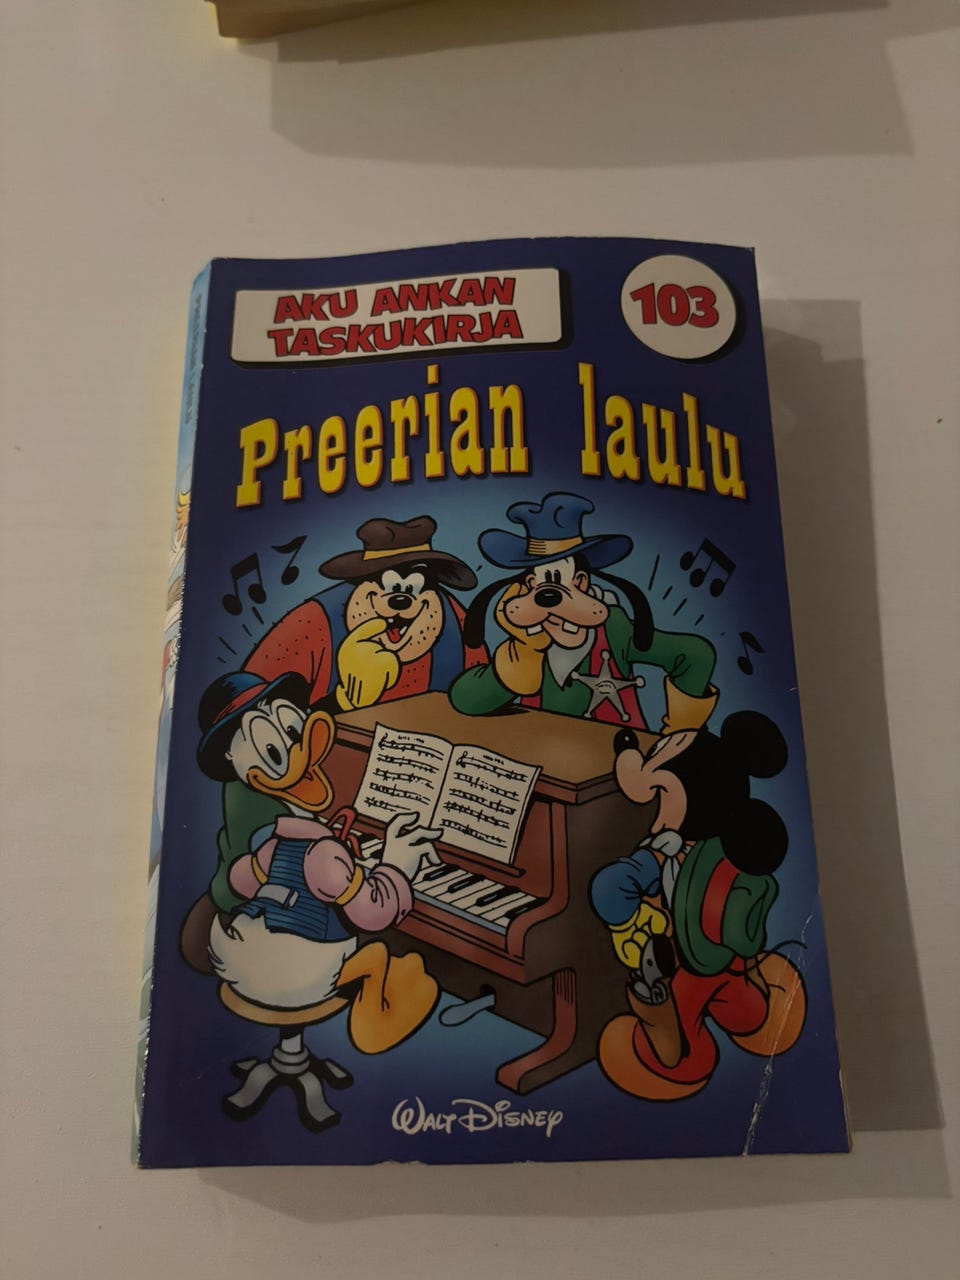 AKU ANKAN
TASKUKIRJA
103
Preerian laulu
WALT DISNEY